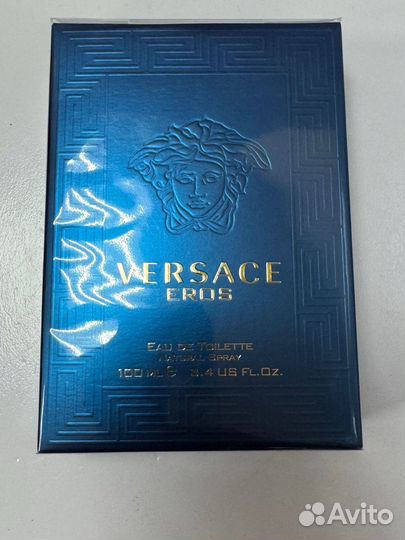 VERSACE
EROS
EAU DE TOILETTE
NATURAL SPRAY
100 ML ℮ 3.4 US FL.OZ.
Avito